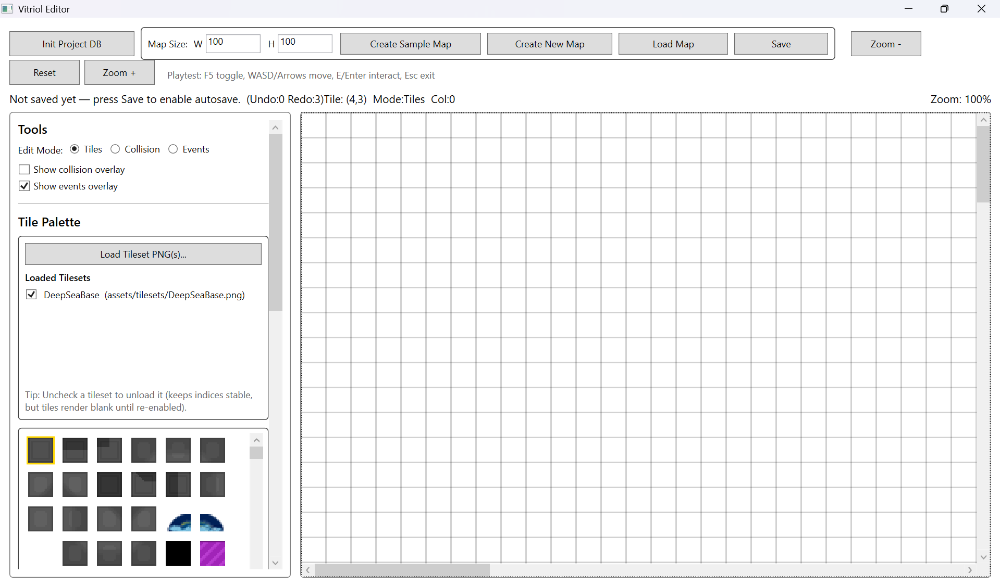 Vitriol Editor
Init Project DB
Map Size: W 100 H 100 Create Sample Map Create New Map Load Map Save
Zoom -
Reset Zoom + Playtest: F5 toggle, WASD/Arrows move, E/Enter interact, Esc exit
Not saved yet — press Save to enable autosave. (Undo:0 Redo:3)Tile: (4,3) Mode:Tiles Col:0
Zoom: 100%
Tools
Edit Mode: Tiles Collision Events
Show collision overlay
Show events overlay
Tile Palette
Load Tileset PNG(s)...
Loaded Tilesets
DeepSeaBase (assets/tilesets/DeepSeaBase.png)
Tip: Uncheck a tileset to unload it (keeps indices stable,
but tiles render blank until re-enabled).